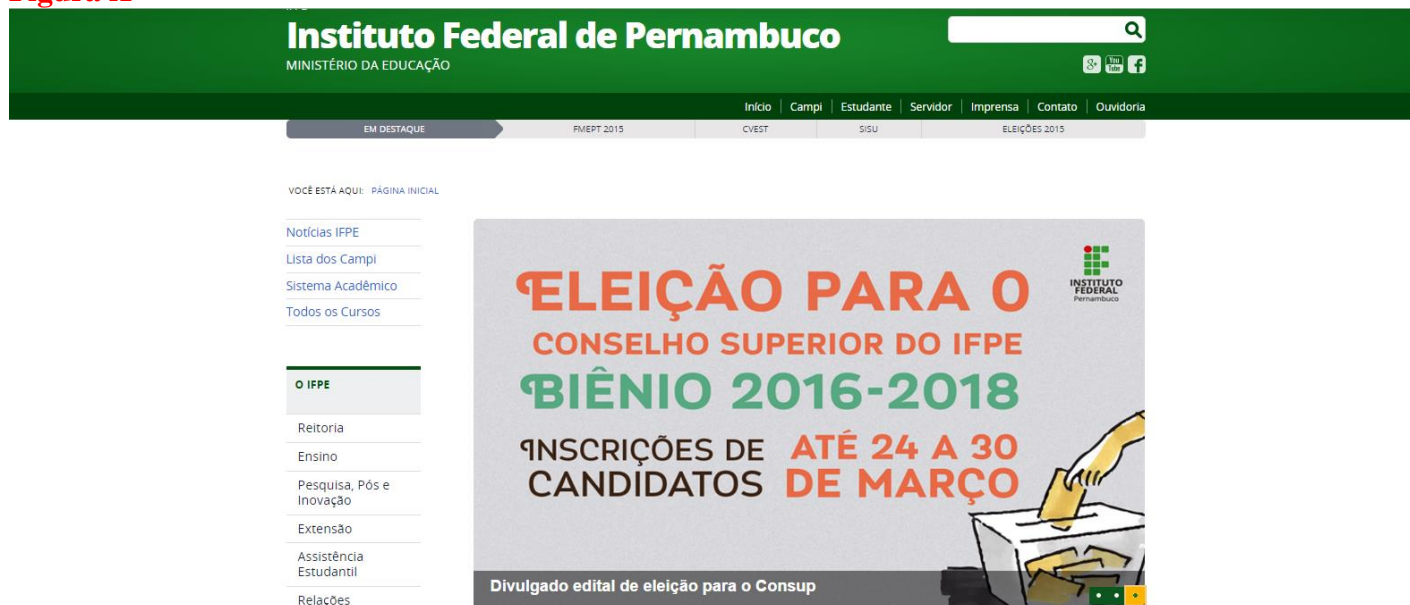 Instituto Federal de Pernambuco
MINISTÉRIO DA EDUCAÇÃO
You Tube
Início Campi Estudante Servidor Imprensa Contato Ouvidoria
EM DESTAQUE FMEPT 2015 CVEST SISU ELEIÇÕES 2015
VOCÊ ESTÁ AQUI: PÁGINA INICIAL
Notícias IFPE
Lista dos Campi
Sistema Acadêmico
Todos os Cursos
O IFPE
Reitoria
Ensino
Pesquisa, Pós e
Inovação
Extensão
Assistência
Estudantil
Relações
ELEIÇÃO PARA O
CONSELHO SUPERIOR DO IFPE
BIÊNIO 2016-2018
INSCRIÇÕES DE
CANDIDATOS
ATÉ 24 A 30
DE MARÇO
INSTITUTO
FEDERAL
Pernambuco
Divulgado edital de eleição para o Consup